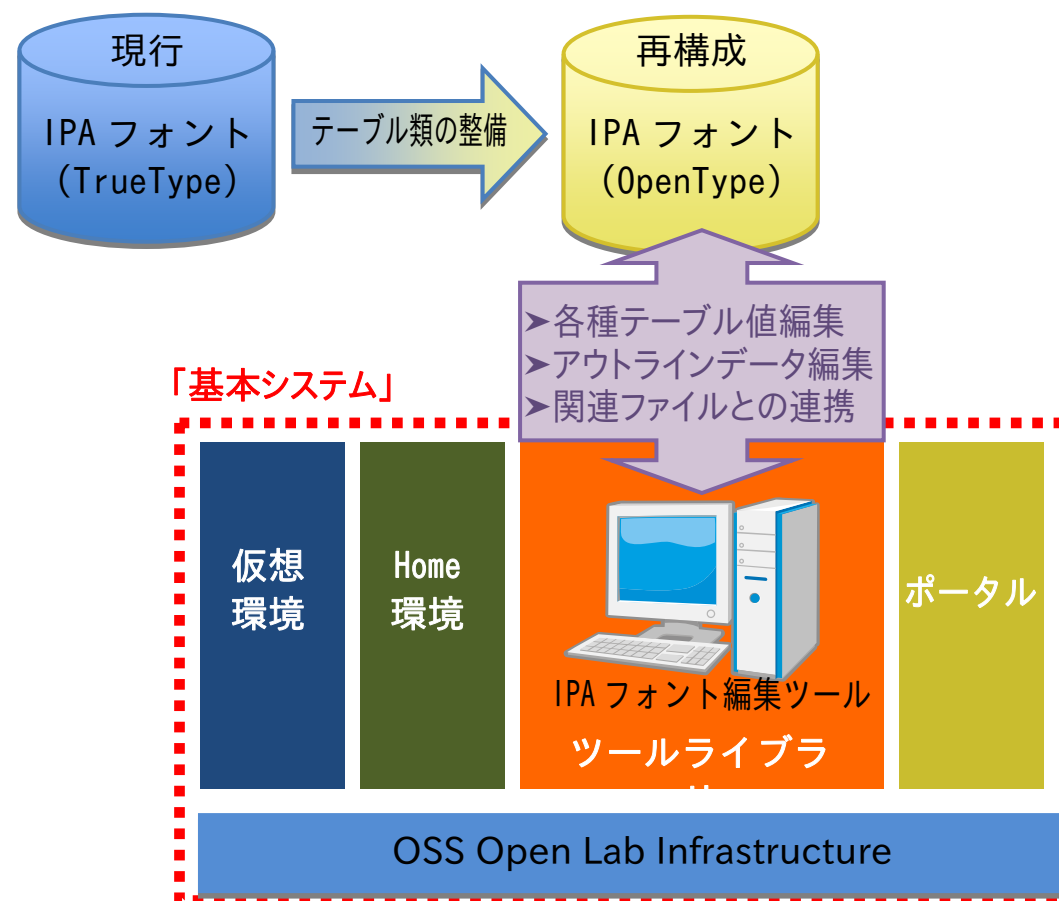 現行
IPA フォント
(TrueType)
テーブル類の整備
再構成
IPA フォント
(OpenType)
➤各種テーブル値編集
➤アウトラインデータ編集
➤関連ファイルとの連携
「基本システム」
仮想
環境
Home
環境
IPA フォント編集ツール
ツールライブラ
ポータル
OSS Open Lab Infrastructure